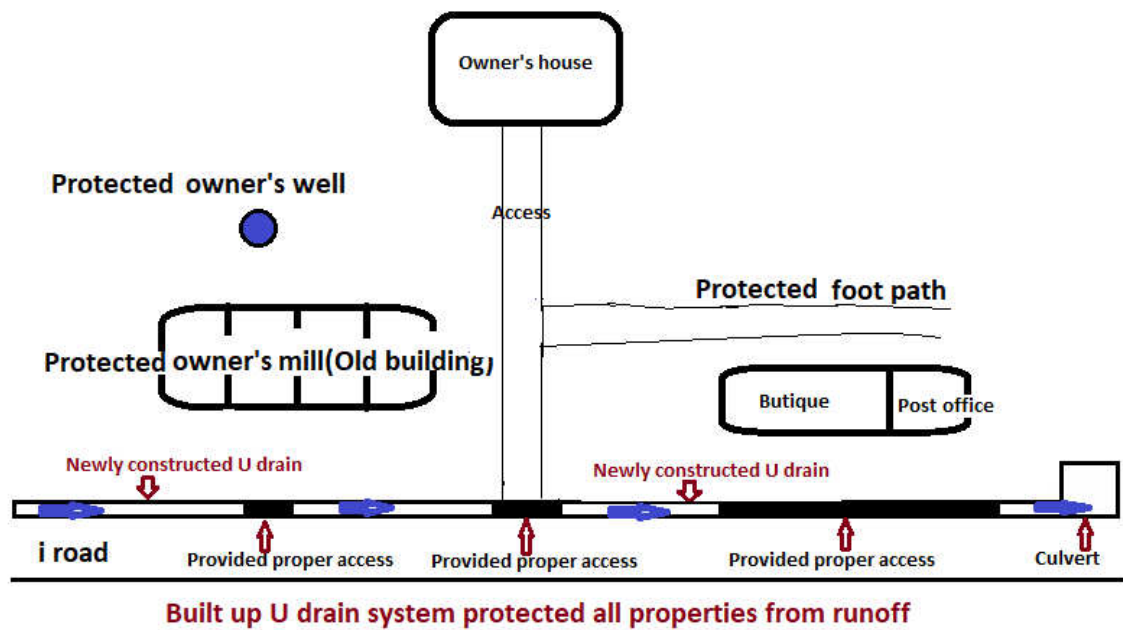 Owner's house
Protected owner's well
Access
Protected foot path
Protected owner's mill(Old building)
Butique
Post office
Newly constructed U drain
Newly constructed U drain
i road
Provided proper access
Provided proper access
Provided proper access
Culvert
Built up U drain system protected all properties from runoff